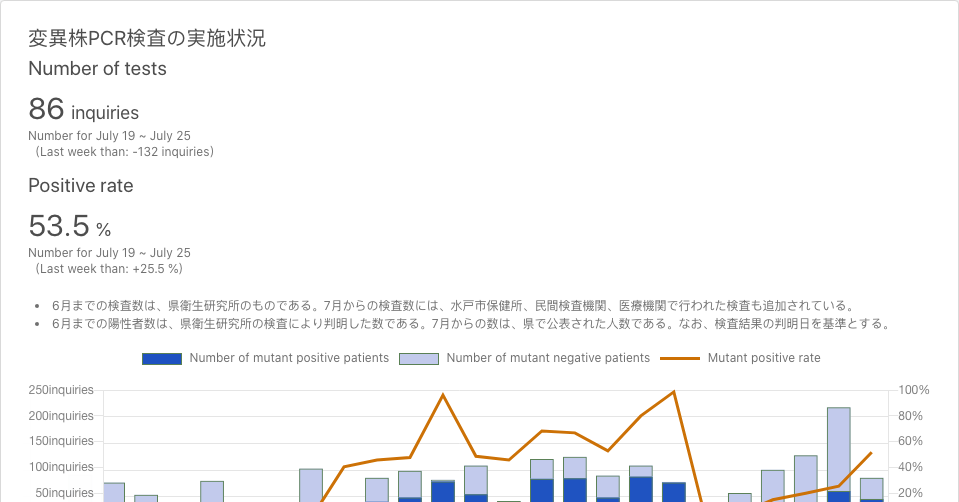 変異株PCR検査の実施状況
Number of tests
86 inquiries
Number for July 19 ~ July 25
(Last week than: -132 inquiries)
Positive rate
53.5 %
Number for July 19 ~ July 25
(Last week than: +25.5 %)
• 6月までの検査数は、県衛生研究所のものである。7月からの検査数には、水戸市保健所、民間検査機関、医療機関で行われた検査も追加されている。
• 6月までの陽性者数は、県衛生研究所の検査により判明した数である。7月からの数は、県で公表された人数である。なお、検査結果の判明日を基準とする。
Number of mutant positive patients Number of mutant negative patients Mutant positive rate
250inquiries 100%
200inquiries 80%
150inquiries 60%
100inquiries 40%
50inquiries 20%